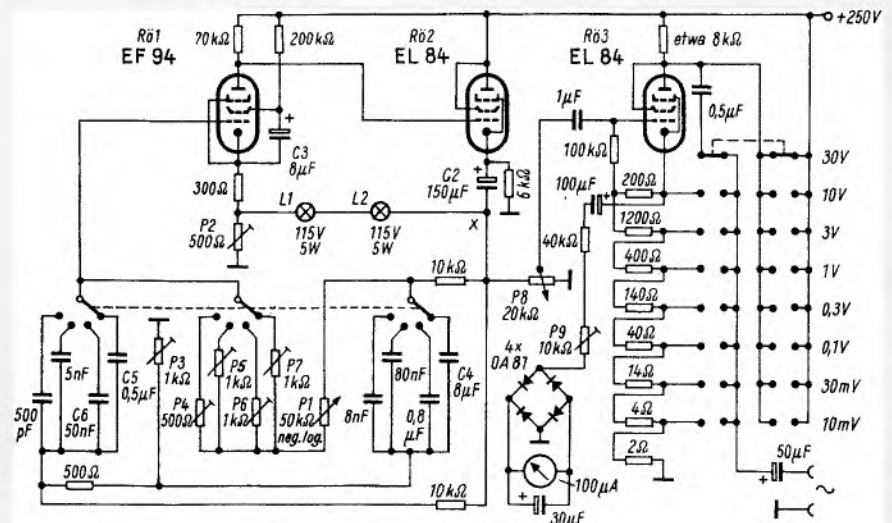 Rö1
EF 94
70kΩ
200kΩ
Rö2
EL 84
Rö3
EL 84
etwa 8kΩ
+250V
1µF
0,5µF
+
C3
8µF
300Ω
P2
500Ω
L1
115V
5W
L2
115V
5W
+
C2
150µF
6kΩ
x
100kΩ
100µF
+
40kΩ
200Ω
1200Ω
400Ω
140Ω
40Ω
14Ω
4Ω
2Ω
30V
10V
3V
1V
0,3V
0,1V
30mV
10mV
10kΩ
P8
20kΩ
P9
10kΩ
4x
0A81
500
pF
5nF
C6
50nF
C5
0,5µF
P3
1kΩ
P4
500Ω
P5
1kΩ
P6
1kΩ
P7
1kΩ
P1
50kΩ
neg.log.
8nF
80nF
0,8
µF
C4
8µF
500Ω
10kΩ
100µA
+
30µF
50µF
+
~